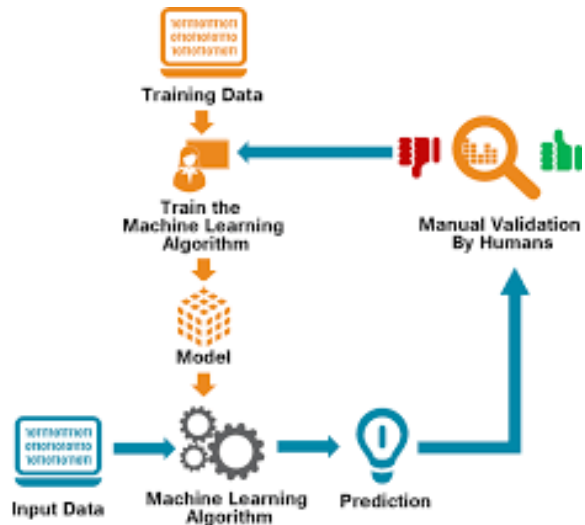 Training Data
Train the
Machine Learning
Algorithm
Manual Validation
By Humans
Model
Input Data
Machine Learning
Algorithm
Prediction